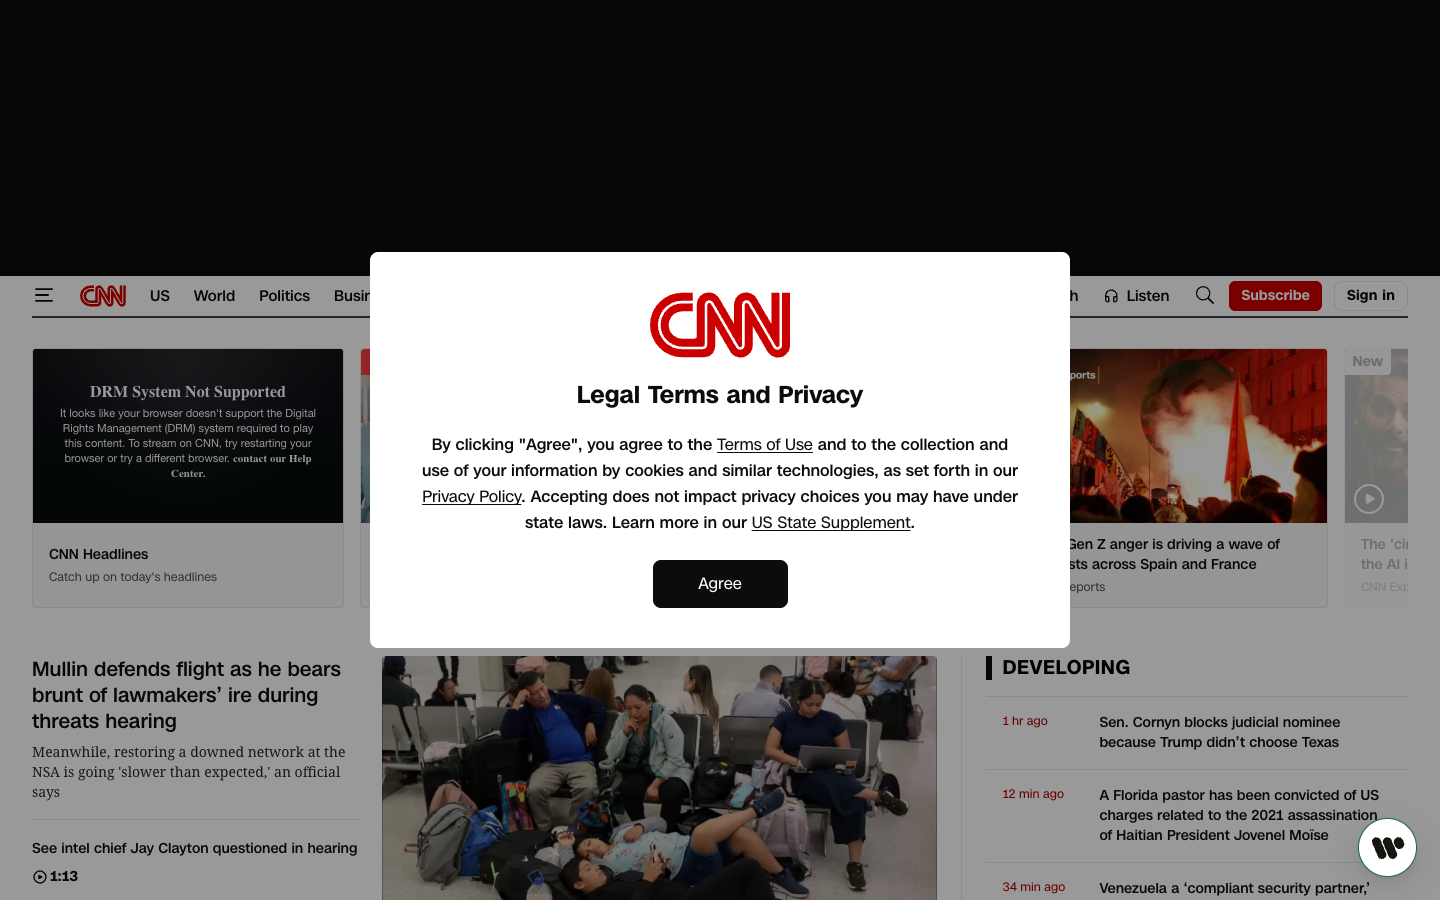 CNN
US
World
Politics
Listen
Subscribe
Sign in
CNN
Legal Terms and Privacy
By clicking "Agree", you agree to the Terms of Use and to the collection and
use of your information by cookies and similar technologies, as set forth in our
Privacy Policy. Accepting does not impact privacy choices you may have under
state laws. Learn more in our US State Supplement.
Agree
DRM System Not Supported
It looks like your browser doesn't support the Digital
Rights Management (DRM) system required to play
this content. To stream on CNN, try restarting your
browser or try a different browser. contact our Help
Center.
CNN Headlines
Catch up on today's headlines
Gen Z anger is driving a wave of
across Spain and France
New
The ‘
the AI
CNN
Mullin defends flight as he bears
brunt of lawmakers’ ire during
threats hearing
Meanwhile, restoring a downed network at the
NSA is going 'slower than expected,' an official
says
See intel chief Jay Clayton questioned in hearing
1:13
DEVELOPING
1 hr ago
Sen. Cornyn blocks judicial nominee
because Trump didn’t choose Texas
12 min ago
A Florida pastor has been convicted of US
charges related to the 2021 assassination
of Haitian President Jovenel Moïse
34 min ago
Venezuela a ‘compliant security partner,’